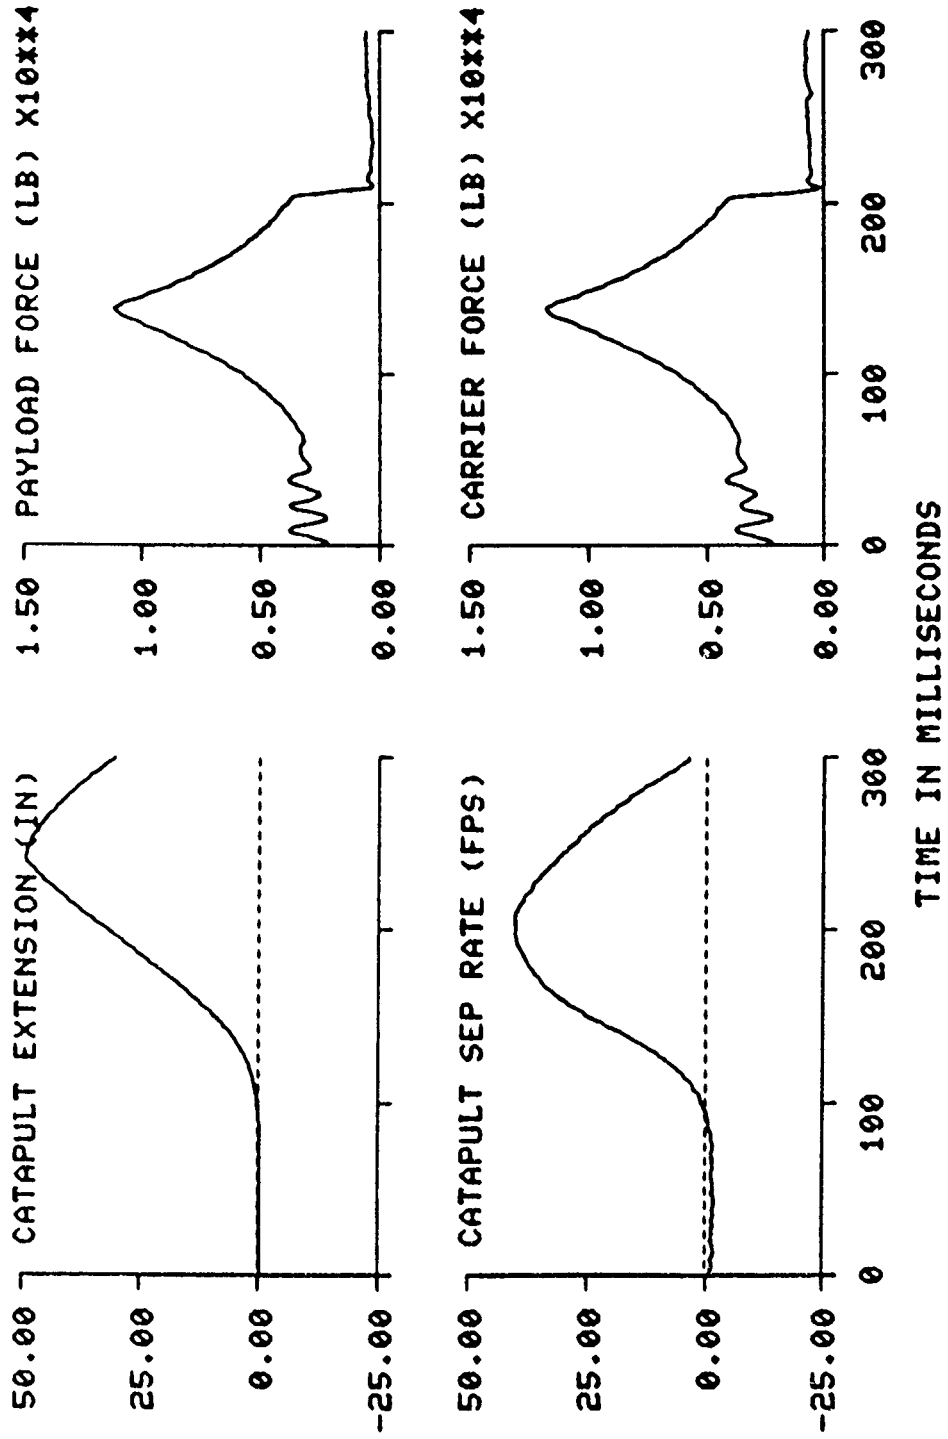 CATAPULT EXTENSION (IN)
50.00
25.00
0.00
-25.00
PAYLOAD FORCE (LB) X10**4
1.50
1.00
0.50
0.00
CATAPULT SEP RATE (FPS)
50.00
25.00
0.00
-25.00
0 100 200 300
CARRIER FORCE (LB) X10**4
1.50
1.00
0.50
0.00
0 100 200 300
TIME IN MILLISECONDS